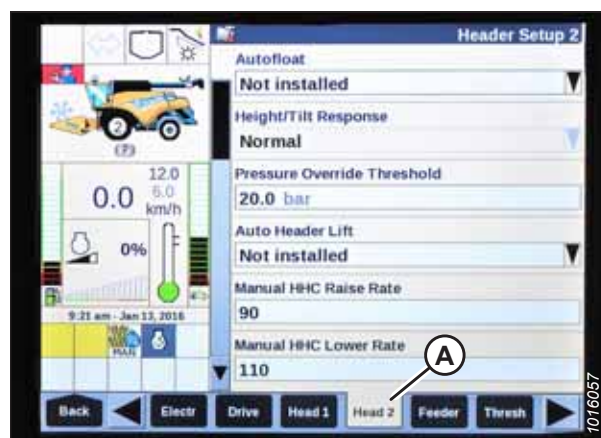 Header Setup 2
Autofloat
Not installed
Height/Tilt Response
Normal
Pressure Override Threshold
20.0 bar
Auto Header Lift
Not installed
Manual HHC Raise Rate
90
Manual HHC Lower Rate
110
2
(?)
12.0
0.0 6.0
km/h
0%
9:21 am - Jan 13, 2016
MAN
A
Back Electr Drive Head 1 Head 2 Feeder Thresh
1016057